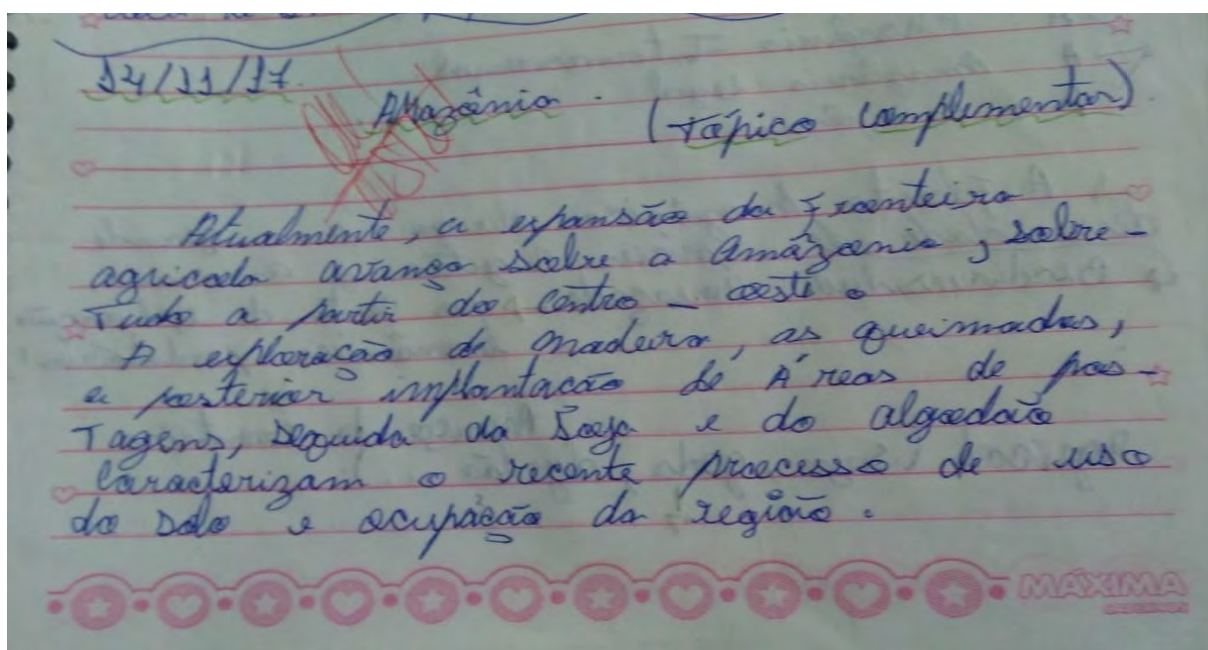 14/11/17.
Amazônia. (Tópico Complementar).
Atualmente, a expansão da Fronteira
agricola avança sobre a Amazonia, sobre-
Tudo a partir do Centro-oeste.
A exploração de madeira, as queimadas,
a posterior implantação de Áreas de pas-
Tagens, seguida da Soja e do algodão
Caracterizam o recente processo de uso
do solo e ocupação da região.
MÁXIMA